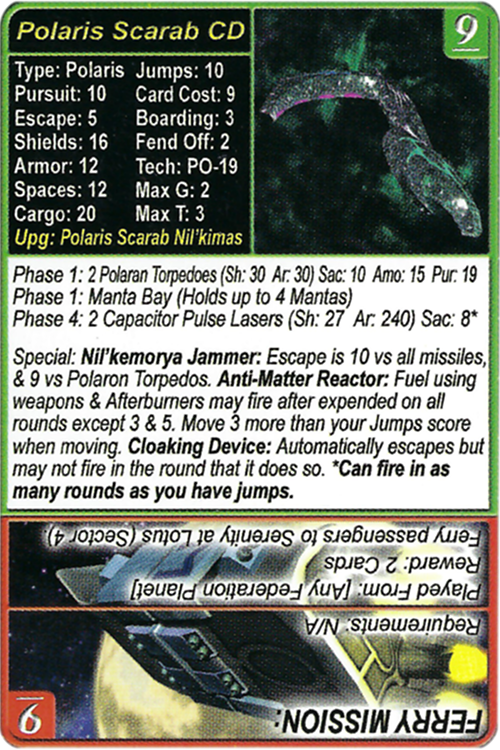 Polaris Scarab CD
9
Type: Polaris Jumps: 10
Pursuit: 10 Card Cost: 9
Escape: 5 Boarding: 3
Shields: 16 Fend Off: 2
Armor: 12 Tech: PO-19
Spaces: 12 Max G: 2
Cargo: 20 Max T: 3
Upg: Polaris Scarab Nil'kimas
Phase 1: 2 Polaran Torpedoes (Sh: 30 Ar: 30) Sac: 10 Amo: 15 Pur: 19
Phase 1: Manta Bay (Holds up to 4 Mantas)
Phase 4: 2 Capacitor Pulse Lasers (Sh: 27 Ar: 240) Sac: 8*
Special: Nil'kemorya Jammer: Escape is 10 vs all missiles,
& 9 vs Polaron Torpedos. Anti-Matter Reactor: Fuel using
weapons & Afterburners may fire after expended on all
rounds except 3 & 5. Move 3 more than your Jumps score
when moving. Cloaking Device: Automatically escapes but
may not fire in the round that it does so. *Can fire in as
many rounds as you have jumps.
FERRY MISSION:
6
Requirements: N/A
Played From: [Any Federation Planet]
Reward: 2 Cards
Ferry passengers to Serenity at Lotus (Sector 4)